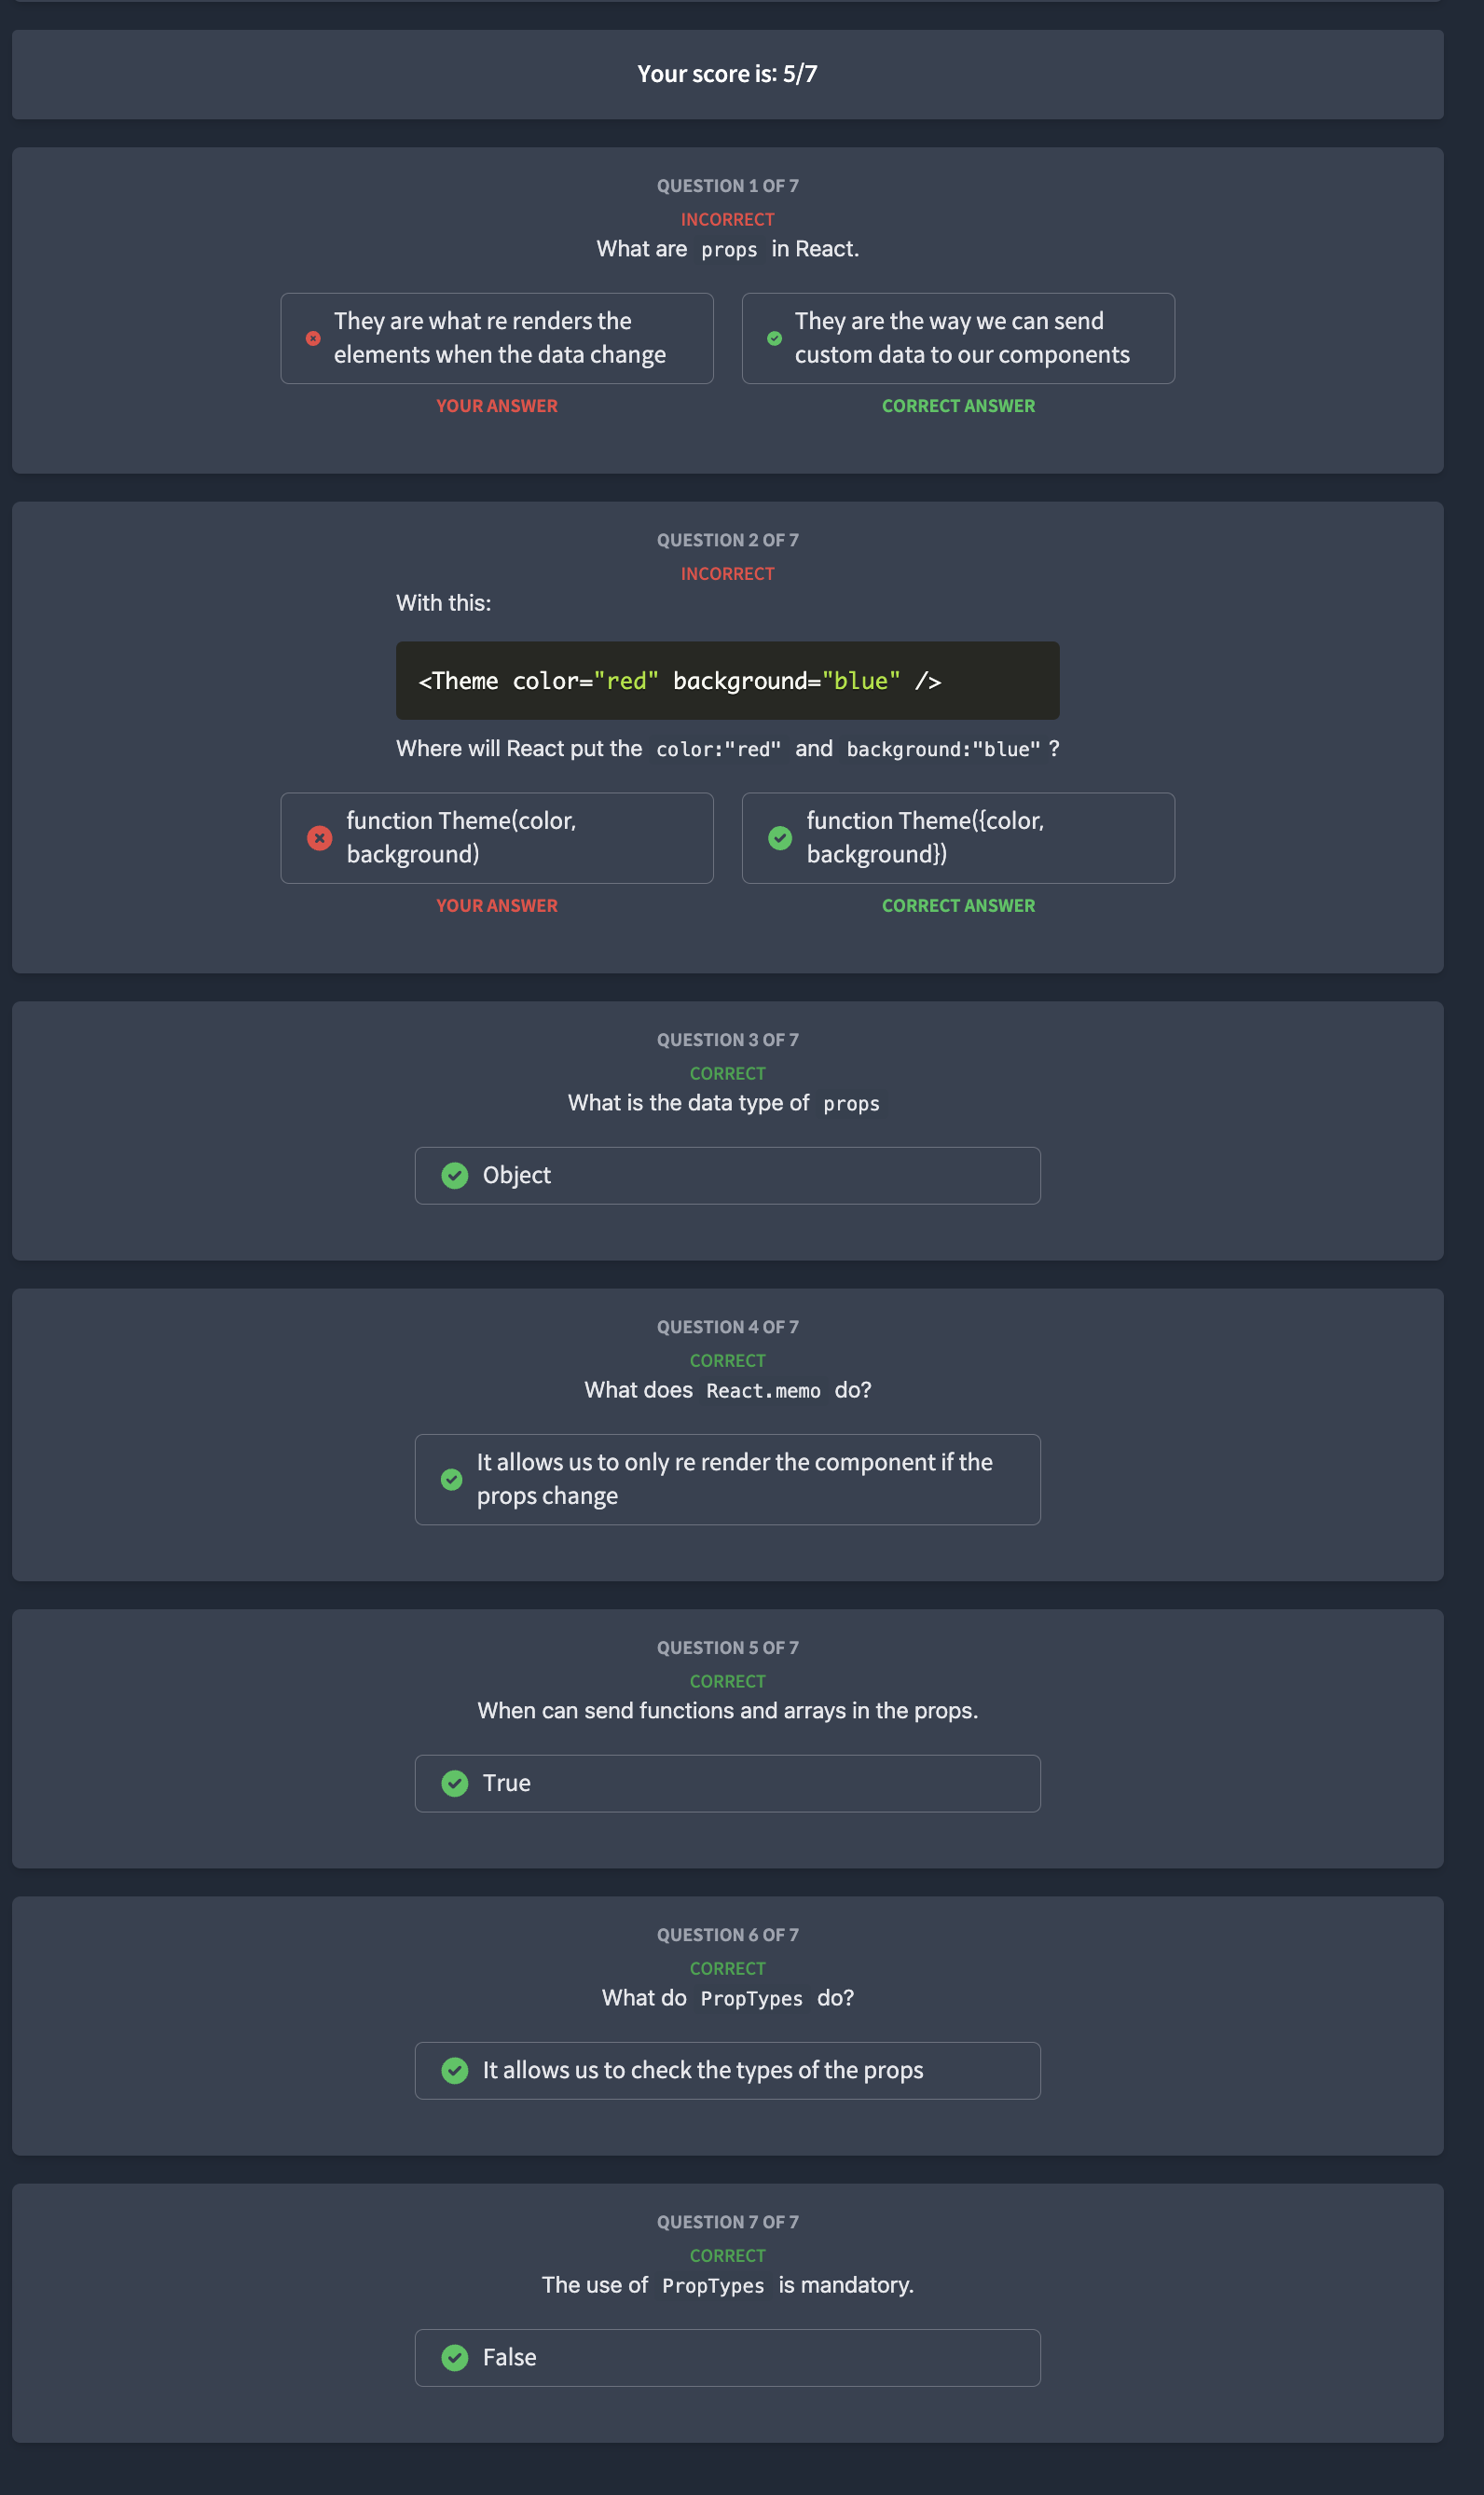 Your score is: 5/7
QUESTION 1 OF 7
INCORRECT
What are props in React.
They are what re renders the
elements when the data change
YOUR ANSWER
They are the way we can send
custom data to our components
CORRECT ANSWER
QUESTION 2 OF 7
INCORRECT
With this:
<Theme color="red" background="blue" />
Where will React put the color:"red" and background:"blue" ?
function Theme(color,
background)
YOUR ANSWER
function Theme({color,
background})
CORRECT ANSWER
QUESTION 3 OF 7
CORRECT
What is the data type of props
Object
QUESTION 4 OF 7
CORRECT
What does React.memo do?
It allows us to only re render the component if the
props change
QUESTION 5 OF 7
CORRECT
When can send functions and arrays in the props.
True
QUESTION 6 OF 7
CORRECT
What do PropTypes do?
It allows us to check the types of the props
QUESTION 7 OF 7
CORRECT
The use of PropTypes is mandatory.
False